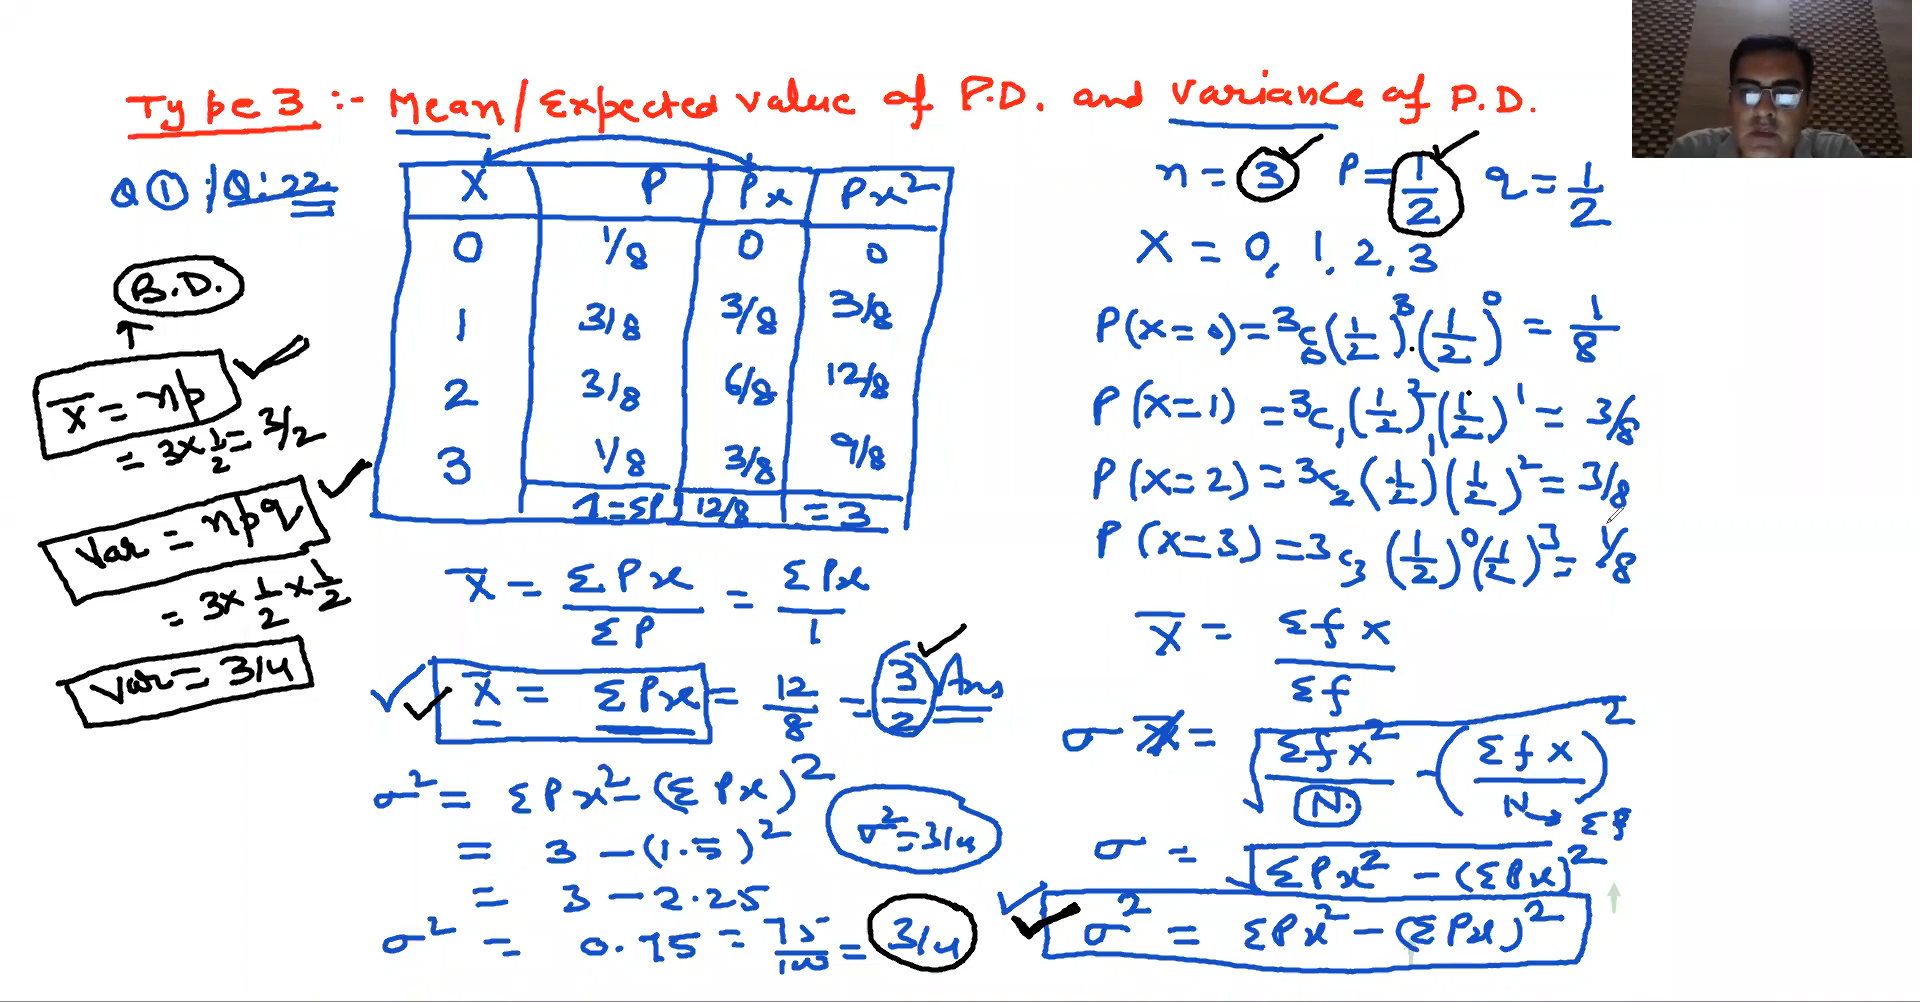 Type 3 :- Mean/Expected value of P.D. and Variance of P.D.
Q ① / Q. 22
X P Px Px²
0 1/8 0 0
1 3/8 3/8 3/8
2 3/8 6/8 12/8
3 1/8 3/8 9/8
1=ΣP 12/8 =3
B.D.
↑
x̄ = np
= 3×1/2 = 3/2
Var = npq
= 3×1/2×1/2
Var = 3/4
x̄ = ΣPx/ΣP = ΣPx/1
x̄ = ΣPx = 12/8 = 3/2 Ans
σ² = ΣPx² - (ΣPx)²
= 3 - (1.5)²
= 3 - 2.25
σ² = 0.75 = 75/100 = 3/4
σ² = 3/4
n = 3 P = 1/2 q = 1/2
X = 0, 1, 2, 3
P(x=0) = 3c₀(1/2)³.(1/2)⁰ = 1/8
P(x=1) = 3c₁(1/2)²(1/2)¹ = 3/8
P(x=2) = 3c₂(1/2)¹(1/2)² = 3/8
P(x=3) = 3c₃(1/2)⁰(1/2)³ = 1/8
x̄ = Σfx/Σf
σ = √Σfx²/N - (Σfx/N)²
→ Σf
σ = √ΣPx² - (ΣPx)²
σ² = ΣPx² - (ΣPx)²